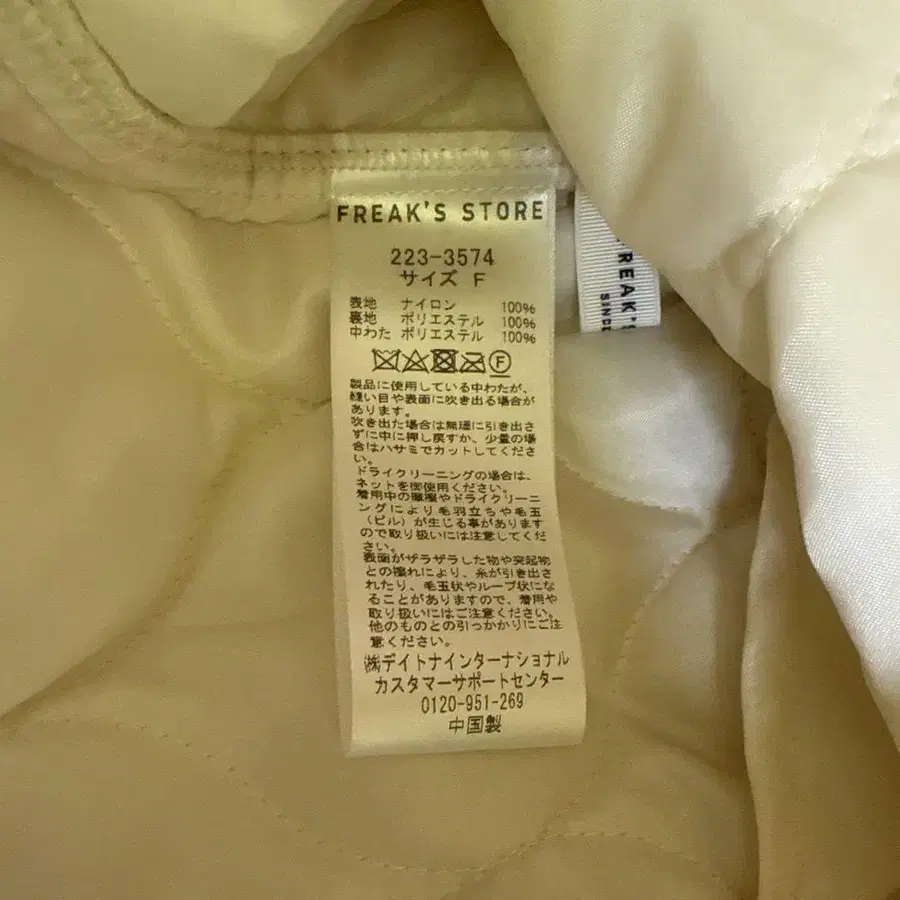 FREAK'S STORE
223-3574
サイズ F
表地 ナイロン 100%
裏地 ポリエステル 100%
中わた ポリエステル 100%
F
製品に使用している中わたが、
縫い目や表面に吹き出る場合が
あります。
吹き出た場合は無理に引き出さ
ずに中に押し戻すか、少量の場
合はハサミでカットしてくださ
い。
ドライクリーニングの場合は、
ネットを御使用ください。
着用中の摩擦やドライクリーニ
ングにより毛羽立ちや毛玉
(ピル)が生じる事があります
ので取り扱いには注意してくだ
さい。
表面がザラザラした物や突起物
との擦れにより、糸が引き出さ
れたり、毛玉状やループ状にな
ることがありますので、着用や
取り扱いにはご注意ください。
他のものとの引っかかりにご注
意ください。
㈱デイトナインターナショナル
カスタマーサポートセンター
0120-951-269
中国製
FREAK'S
SINCE